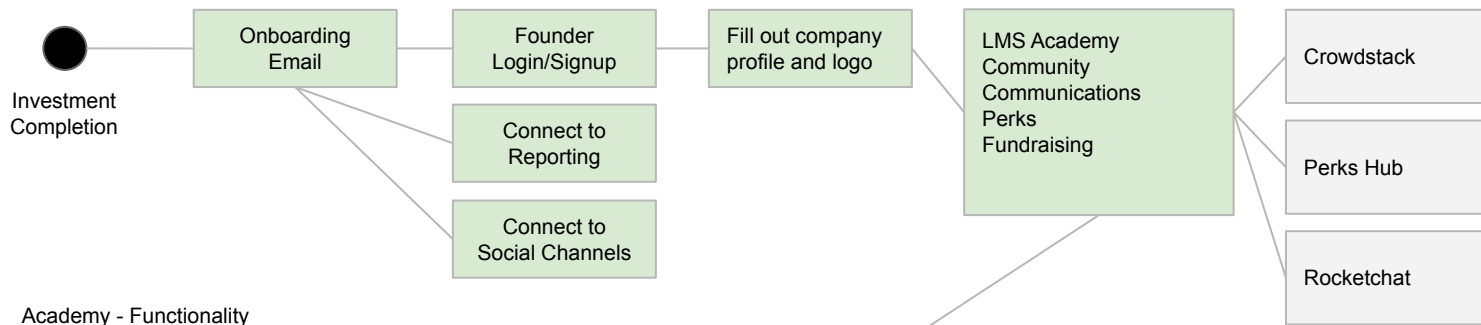 Investment
Completion
Onboarding
Email
Founder
Login/Signup
Connect to
Reporting
Connect to
Social Channels
Fill out company
profile and logo
LMS Academy
Community
Communications
Perks
Fundraising
Crowdstack
Perks Hub
Rocketchat
Academy - Functionality